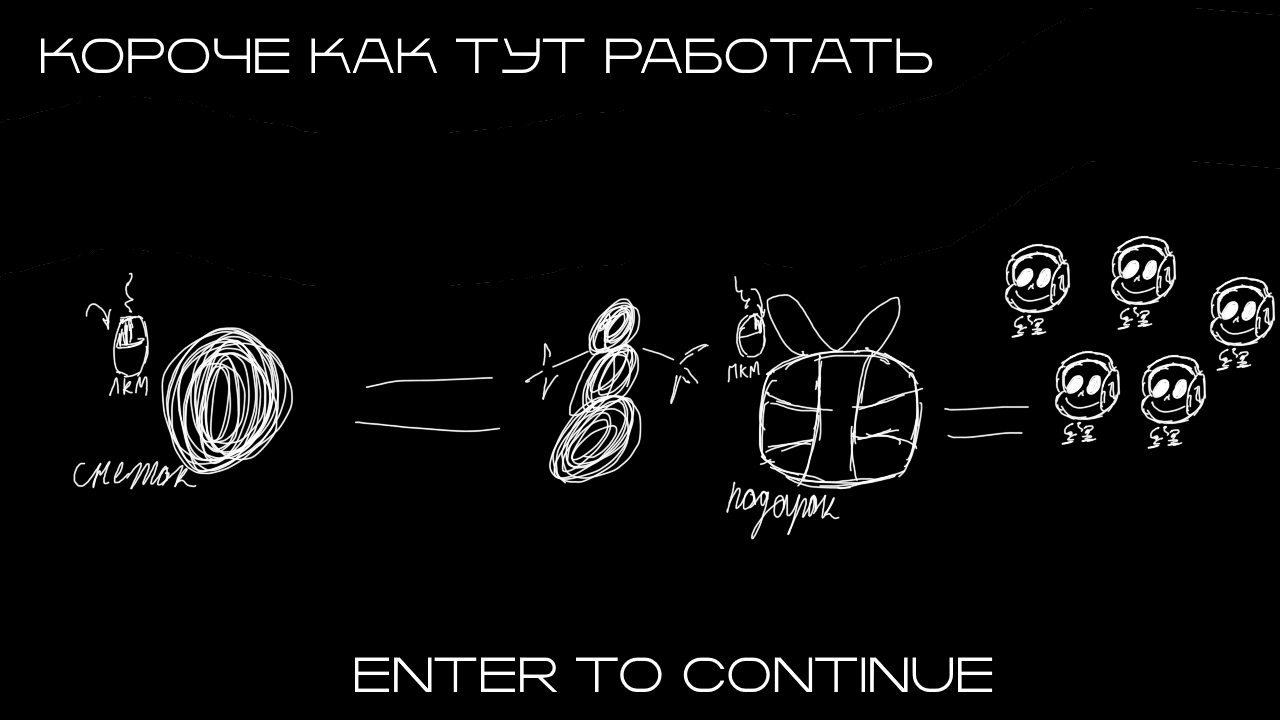 КОРОЧЕ КАК ТУТ РАБОТАТЬ
ЛКМ
снежок
ПКМ
подарок
ENTER TO CONTINUE